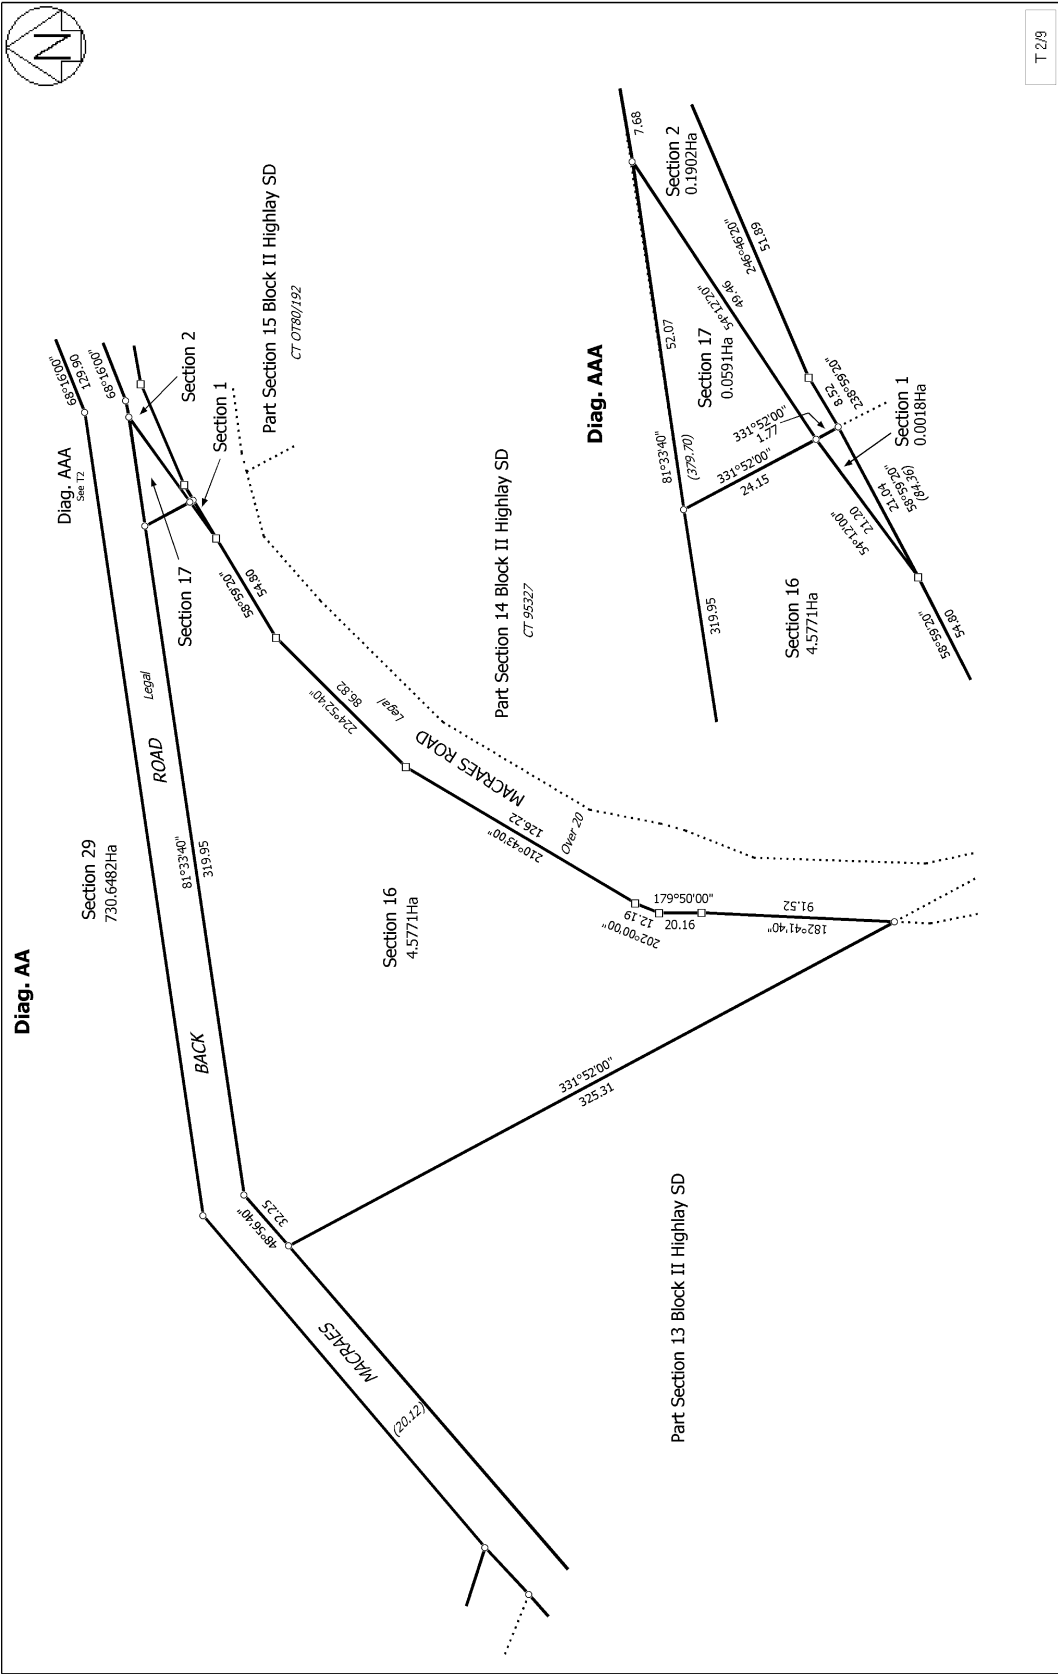 N
T 2/9
Diag. AA
Section 29
730.6482Ha
Diag. AAA
See T2
68°16'00"
129.90
68°16'00"
Section 2
Section 1
Section 17
Legal
ROAD
BACK
MACRAES
(20.12)
81°33'40"
319.95
58°59'20"
54.80
224°52'40"
86.82
Legal
MACRAES ROAD
210°43'00"
126.22
Over 20
202°00'00"
12.19
179°50'00"
20.16
91.52
182°41'40"
331°52'00"
325.31
48°56'40"
32.25
Section 16
4.5771Ha
Part Section 15 Block II Highlay SD
CT OT80/192
Part Section 14 Block II Highlay SD
CT 95327
Part Section 13 Block II Highlay SD
Diag. AAA
7.68
Section 2
0.1902Ha
246°46'20"
51.89
52.07
54°12'20"
49.46
Section 17
0.0591Ha
81°33'40"
(379.70)
331°52'00"
24.15
331°52'00"
1.77
8.52
238°59'20"
Section 1
0.0018Ha
54°12'00"
21.20
21.04
58°59'20"
(84.36)
319.95
Section 16
4.5771Ha
58°59'20"
54.80